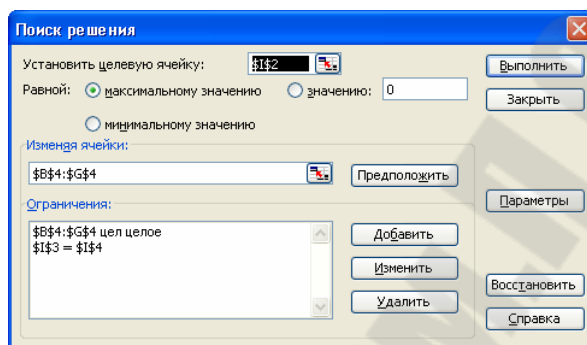 Поиск решения
Установить целевую ячейку: $I$2 Выполнить
Равной: максимальному значению значению: 0 Закрыть
минимальному значению
Изменяя ячейки:
$B$4:$G$4 Предположить
Параметры
Ограничения:
$B$4:$G$4 цел целое Добавить
$I$3 = $I$4
Изменить
Восстановить
Удалить
Справка